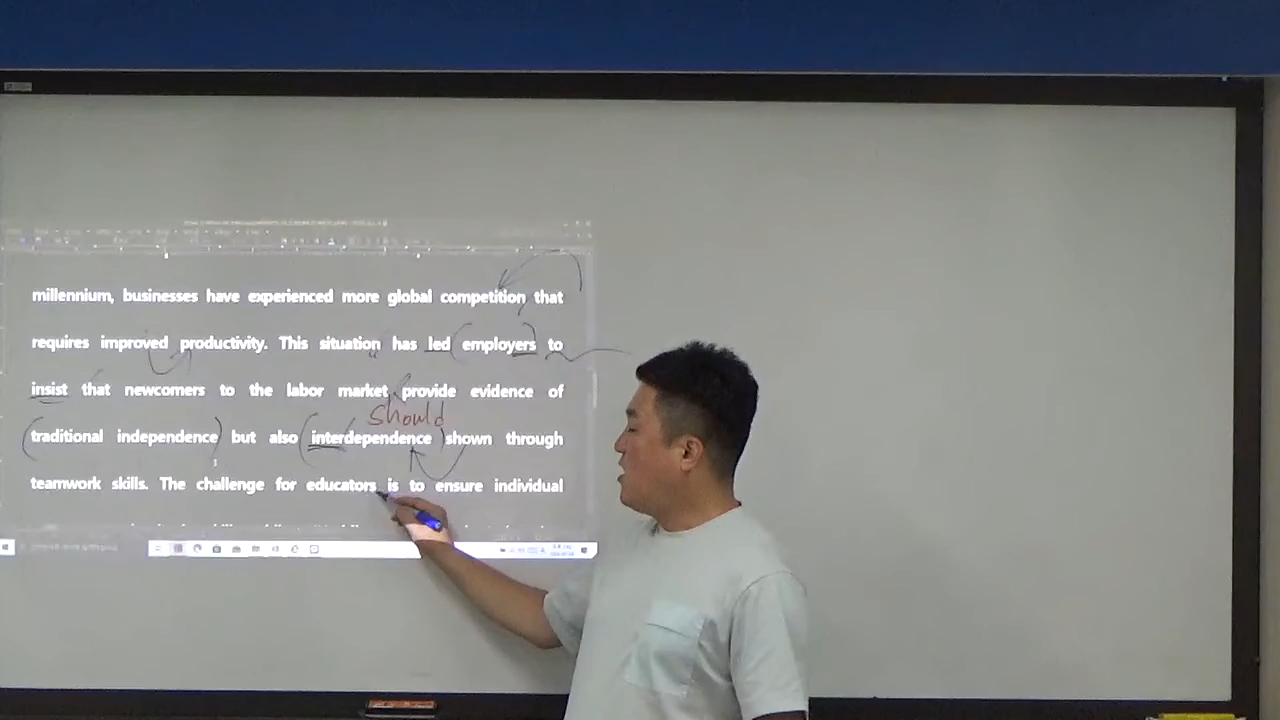 millennium, businesses have experienced more global competition that
requires improved productivity. This situation has led employers to
insist that newcomers to the labor market provide evidence of
should
traditional independence but also interdependence shown through
teamwork skills. The challenge for educators is to ensure individual